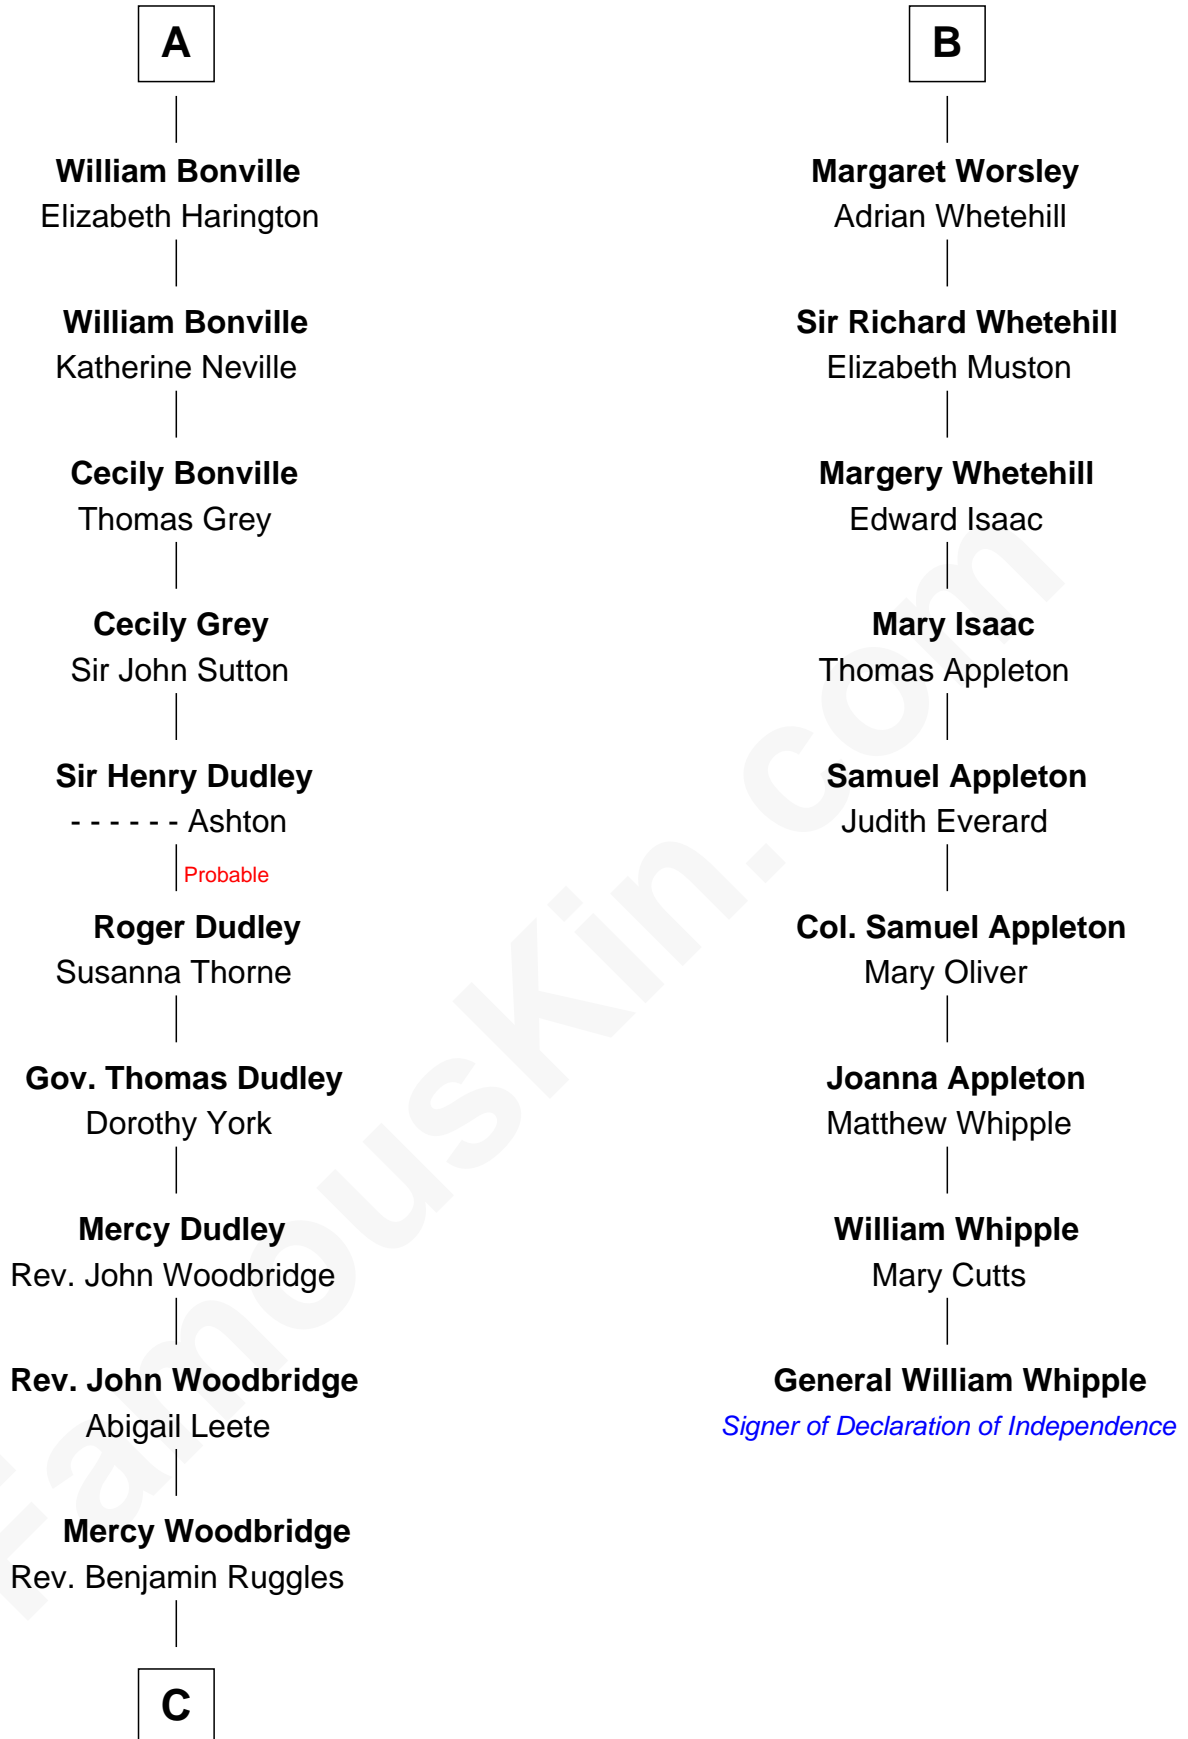 A
William Bonville
Elizabeth Harington
William Bonville
Katherine Neville
Cecily Bonville
Thomas Grey
Cecily Grey
Sir John Sutton
Sir Henry Dudley
- - - - - - Ashton
Probable
Roger Dudley
Susanna Thorne
Gov. Thomas Dudley
Dorothy York
Mercy Dudley
Rev. John Woodbridge
Rev. John Woodbridge
Abigail Leete
Mercy Woodbridge
Rev. Benjamin Ruggles
C
B
Margaret Worsley
Adrian Whetehill
Sir Richard Whetehill
Elizabeth Muston
Margery Whetehill
Edward Isaac
Mary Isaac
Thomas Appleton
Samuel Appleton
Judith Everard
Col. Samuel Appleton
Mary Oliver
Joanna Appleton
Matthew Whipple
William Whipple
Mary Cutts
General William Whipple
Signer of Declaration of Independence
FamousKin.com